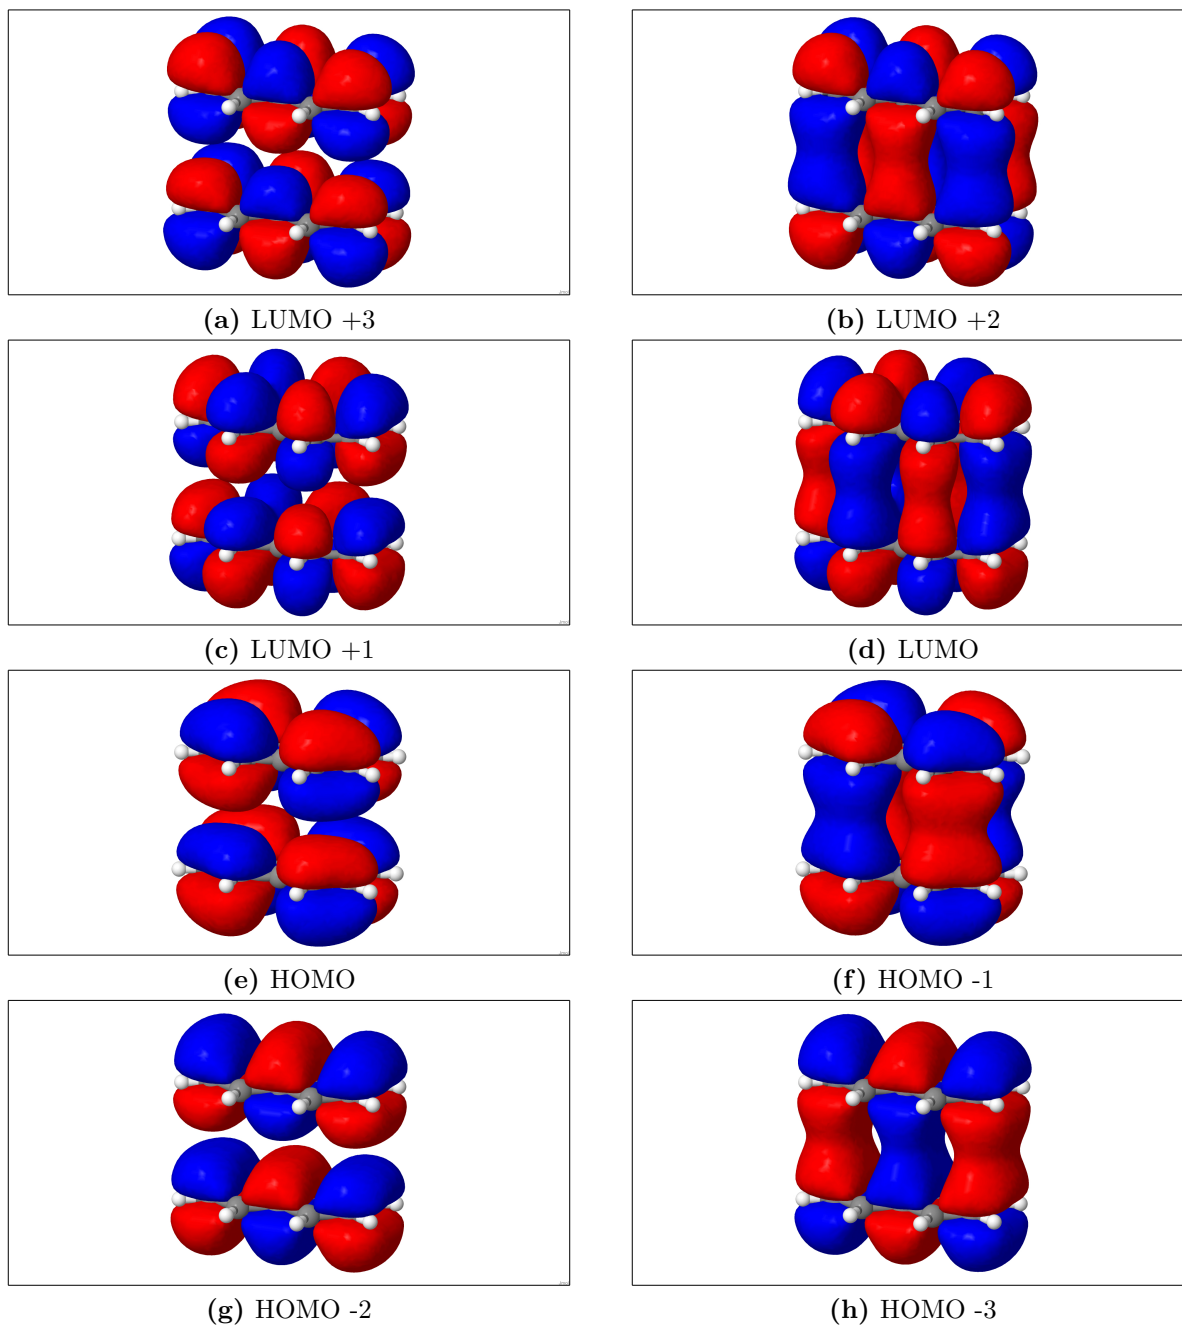 (a) LUMO +3
(b) LUMO +2
(c) LUMO +1
(d) LUMO
(e) HOMO
(f) HOMO -1
(g) HOMO -2
(h) HOMO -3